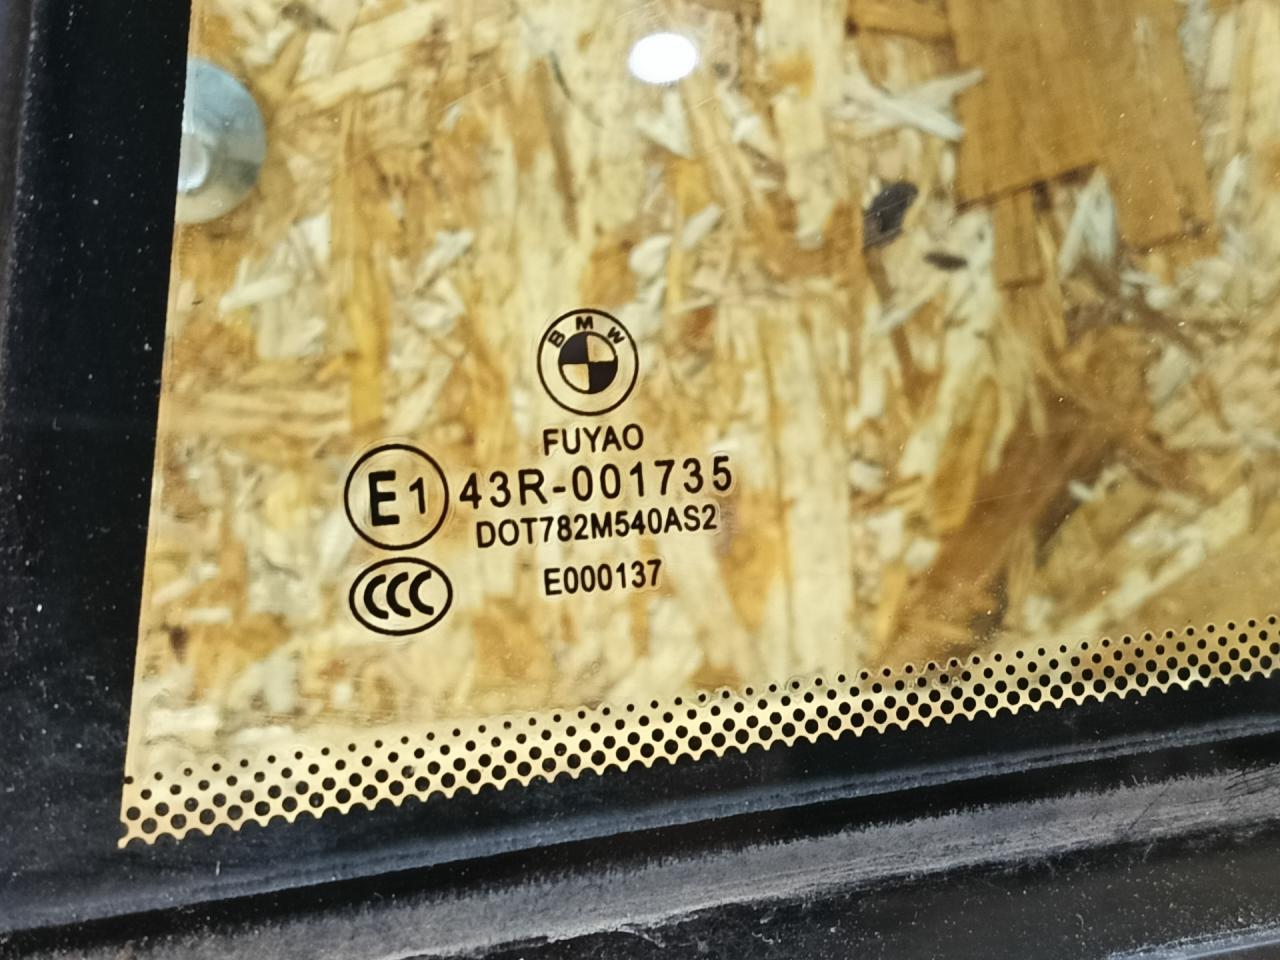 BMW
FUYAO
E1 43R-001735
DOT782M540AS2
CCC E000137